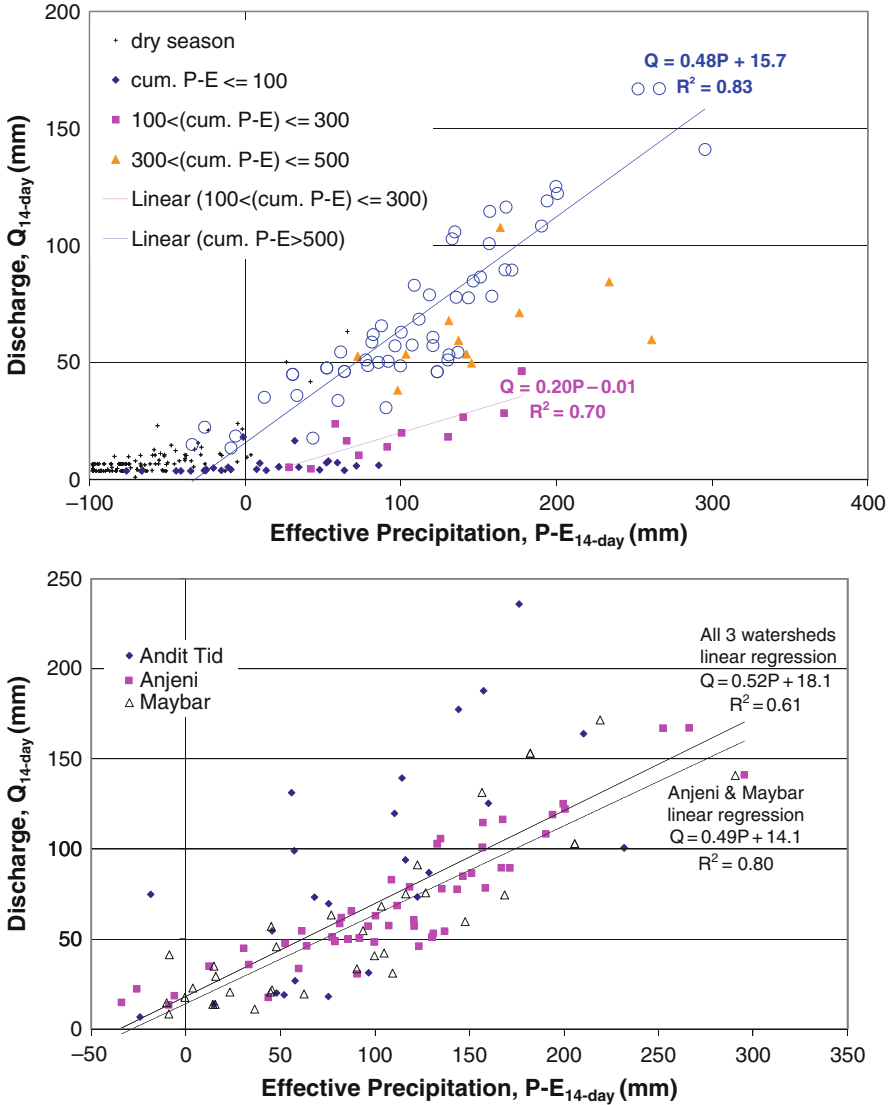 200
150
100
50
0
Discharge, Q14-day (mm)
dry season
cum. P-E <= 100
100<(cum. P-E) <= 300
300<(cum. P-E) <= 500
Linear (100<(cum. P-E) <= 300)
Linear (cum. P-E>500)
Q = 0.48P + 15.7
R² = 0.83
Q = 0.20P–0.01
R² = 0.70
–100 0 100 200 300 400
Effective Precipitation, P-E14-day (mm)
250
200
150
100
50
0
Discharge, Q14-day (mm)
Andit Tid
Anjeni
Maybar
All 3 watersheds
linear regression
Q = 0.52P + 18.1
R² = 0.61
Anjeni & Maybar
linear regression
Q = 0.49P + 14.1
R² = 0.80
–50 0 50 100 150 200 250 300 350
Effective Precipitation, P-E14-day (mm)